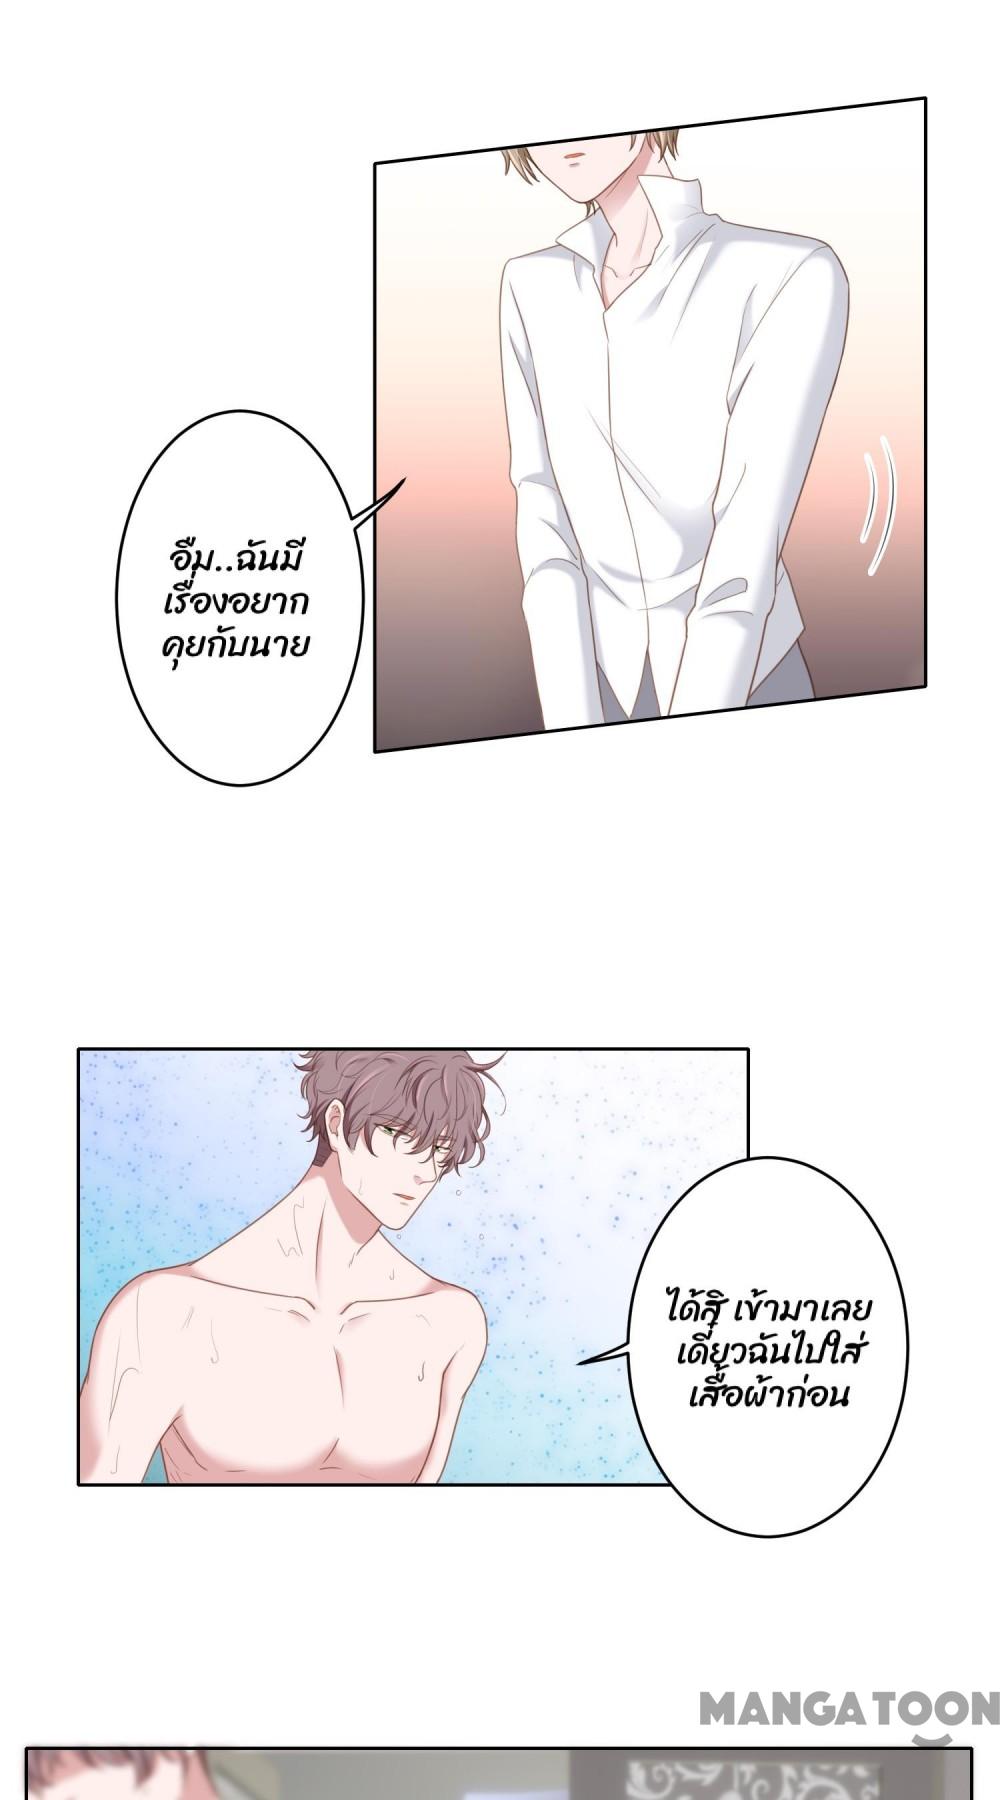 อืม..ฉันมี
เรื่องอยาก
คุยกับนาย
ได้สิ เข้ามาเลย
เดี๋ยวฉันไปใส่
เสื้อผ้าก่อน
MANGATOON